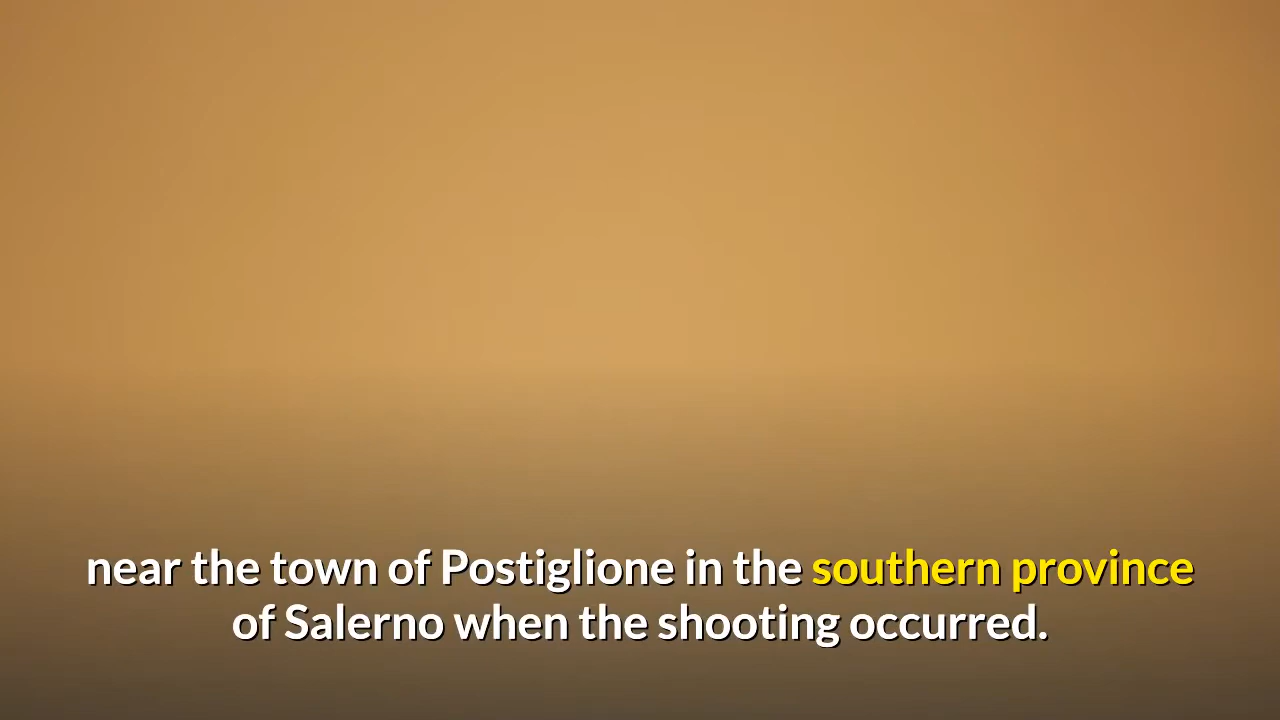 near the town of Postiglione in the southern province
of Salerno when the shooting occurred.